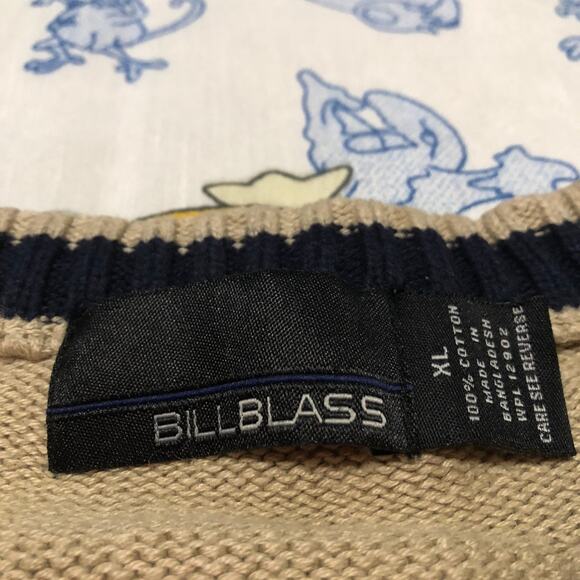 BILLBLASS
XL
100% COTTON
MADE IN
BANGLADESH
WPL 12902
CARE SEE REVERSE